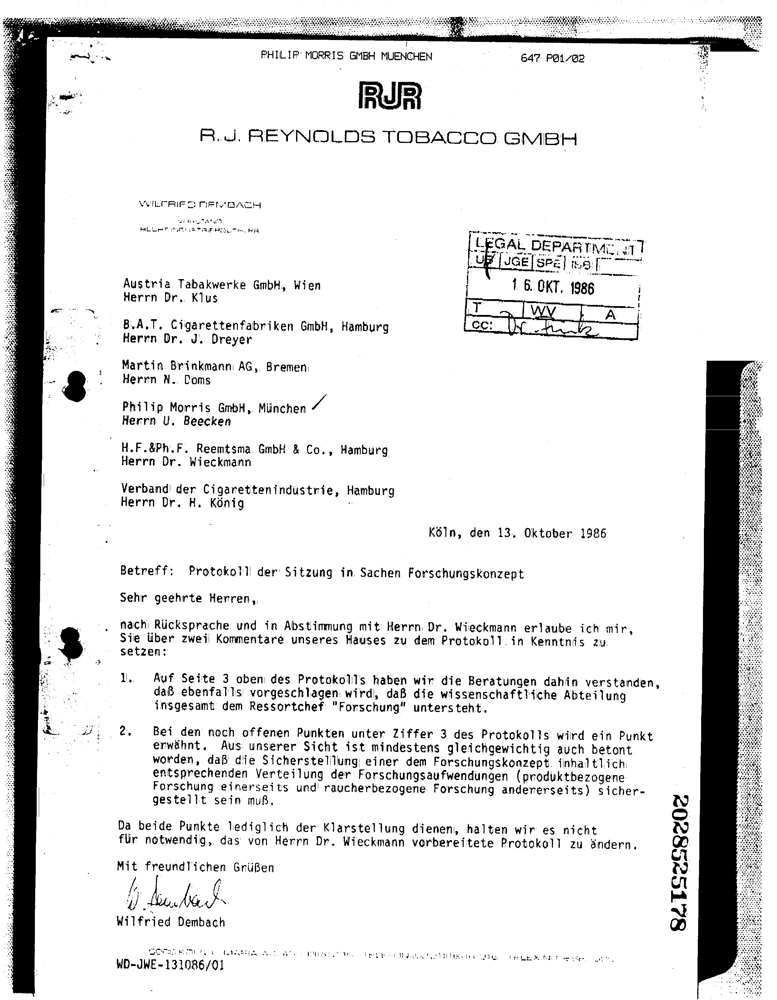 PHILIP MORRIS GMBH MUENCHEN 647 P01/02
RJR
R.J. REYNOLDS TOBACCO GMBH
WILFRIED DEMBACH
LEGAL DEPARTMENT
JGE SPE
16. OKT. 1986
T WV A
CC: Dr. Funk
Austria Tabakwerke GmbH, Wien
Herrn Dr. Klus
B.A.T. Cigarettenfabriken GmbH, Hamburg
Herrn Dr. J. Dreyer
Martin Brinkmann AG, Bremen
Herrn N. Doms
Philip Morris GmbH, München
Herrn U. Beecken
H.F.&Ph.F. Reemtsma GmbH & Co., Hamburg
Herrn Dr. Wieckmann
Verband der Cigarettenindustrie, Hamburg
Herrn Dr. H. König
Köln, den 13. Oktober 1986
Betreff: Protokoll der Sitzung in Sachen Forschungskonzept
Sehr geehrte Herren,
nach Rücksprache und in Abstimmung mit Herrn Dr. Wieckmann erlaube ich mir,
Sie über zwei Kommentare unseres Hauses zu dem Protokoll in Kenntnis zu
setzen:
1. Auf Seite 3 oben des Protokolls haben wir die Beratungen dahin verstanden,
daß ebenfalls vorgeschlagen wird, daß die wissenschaftliche Abteilung
insgesamt dem Ressortchef "Forschung" untersteht.
2. Bei den noch offenen Punkten unter Ziffer 3 des Protokolls wird ein Punkt
erwähnt. Aus unserer Sicht ist mindestens gleichgewichtig auch betont
worden, daß die Sicherstellung einer dem Forschungskonzept inhaltlich
entsprechenden Verteilung der Forschungsaufwendungen (produktbezogene
Forschung einerseits und raucherbezogene Forschung andererseits) sicher-
gestellt sein muß.
Da beide Punkte lediglich der Klarstellung dienen, halten wir es nicht
für notwendig, das von Herrn Dr. Wieckmann vorbereitete Protokoll zu ändern.
Mit freundlichen Grüßen
W. Dembach
Wilfried Dembach
WD-JWE-131086/01
2028525178